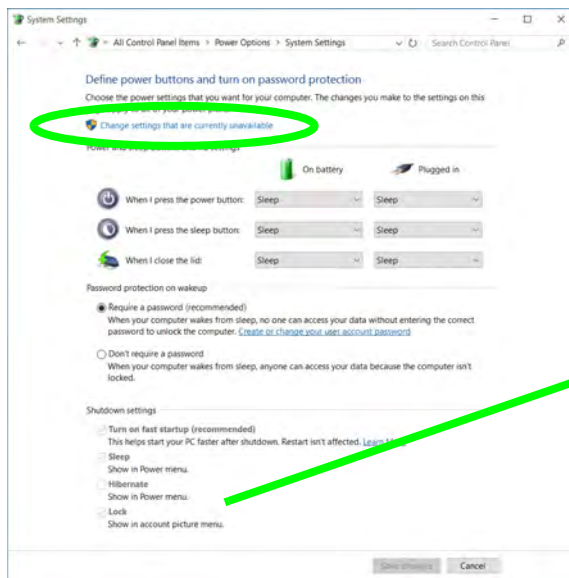 System Settings
« All Control Panel Items > Power Options > System Settings
Search Control Panel
Define power buttons and turn on password protection
Choose the power settings that you want for your computer. The changes you make to the settings on this
Change settings that are currently unavailable
Power and settings
On battery Plugged in
When I press the power button: Sleep Sleep
When I press the sleep button: Sleep Sleep
When I close the lid: Sleep Sleep
Password protection on wakeup
Require a password (recommended)
When your computer wakes from sleep, no one can access your data without entering the correct
password to unlock the computer. Create or change your user account password
Don't require a password
When your computer wakes from sleep, anyone can access your data because the computer isn't
locked.
Shutdown settings
Turn on fast startup (recommended)
This helps start your PC faster after shutdown. Restart isn't affected. Learn More
Sleep
Show in Power menu.
Hibernate
Show in Power menu.
Lock
Show in account picture menu.
Save changes Cancel